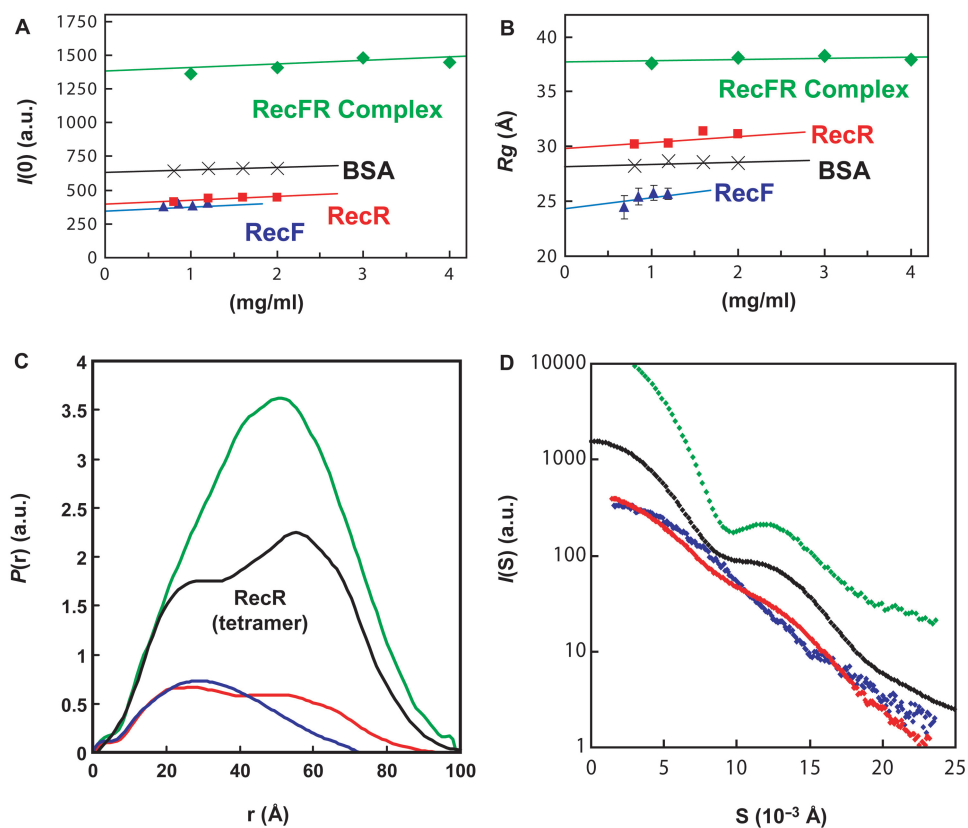 A
I(0) (a.u.)
1750
1500
1250
1000
750
500
250
0
RecFR Complex
BSA
RecR
RecF
0 1 2 3 4
(mg/ml)
B
Rg (Å)
40
35
30
25
20
RecFR Complex
RecR
BSA
RecF
0 1 2 3 4
(mg/ml)
C
P(r) (a.u.)
4
3.5
3
2.5
2
1.5
1
0.5
0
RecR
(tetramer)
0 20 40 60 80 100
r (Å)
D
I(S) (a.u.)
10000
1000
100
10
1
0 5 10 15 20 25
S (10⁻³ Å)